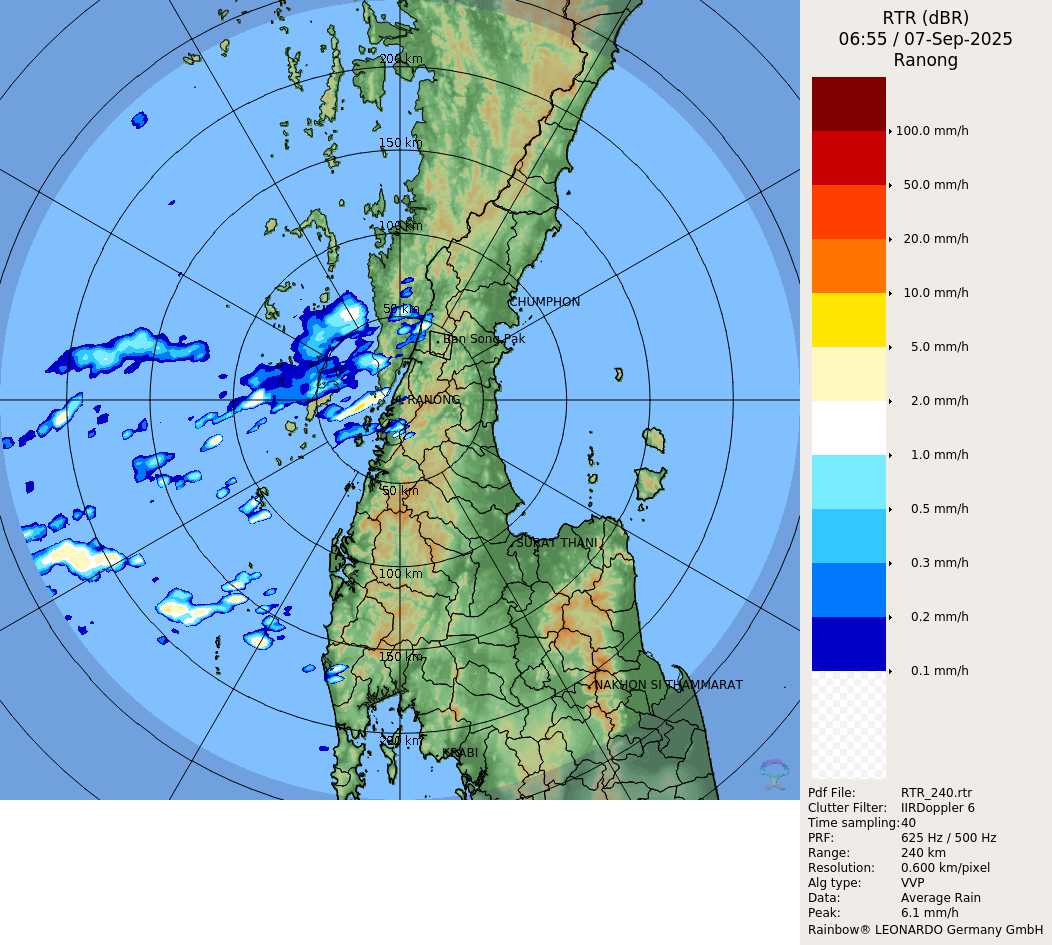 RTR (dBR)
06:55 / 07-Sep-2025
Ranong
200 km
150 km
100 km
50 km
CHUMPHON
Ban Song Pak
RANONG
50 km
SURAT THANI
100 km
150 km
NAKHON SI THAMMARAT
200 km
KRABI
100.0 mm/h
50.0 mm/h
20.0 mm/h
10.0 mm/h
5.0 mm/h
2.0 mm/h
1.0 mm/h
0.5 mm/h
0.3 mm/h
0.2 mm/h
0.1 mm/h
Pdf File: RTR_240.rtr
Clutter Filter: IIRDoppler 6
Time sampling: 40
PRF: 625 Hz / 500 Hz
Range: 240 km
Resolution: 0.600 km/pixel
Alg type: VVP
Data: Average Rain
Peak: 6.1 mm/h
Rainbow® LEONARDO Germany GmbH